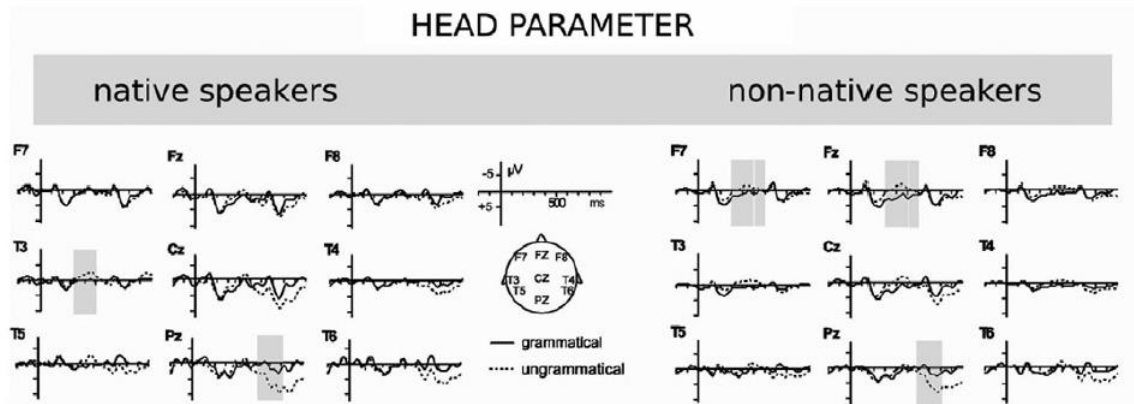 HEAD PARAMETER
native speakers
non-native speakers
F7 Fz F8
-5 µV
+5 500 ms
F7 Fz F8
T3 Cz T4
F7 FZ F8
T3 CZ T4
T5 T6
PZ
T3 Cz T4
T5 Pz T6
grammatical
ungrammatical
T5 Pz T6